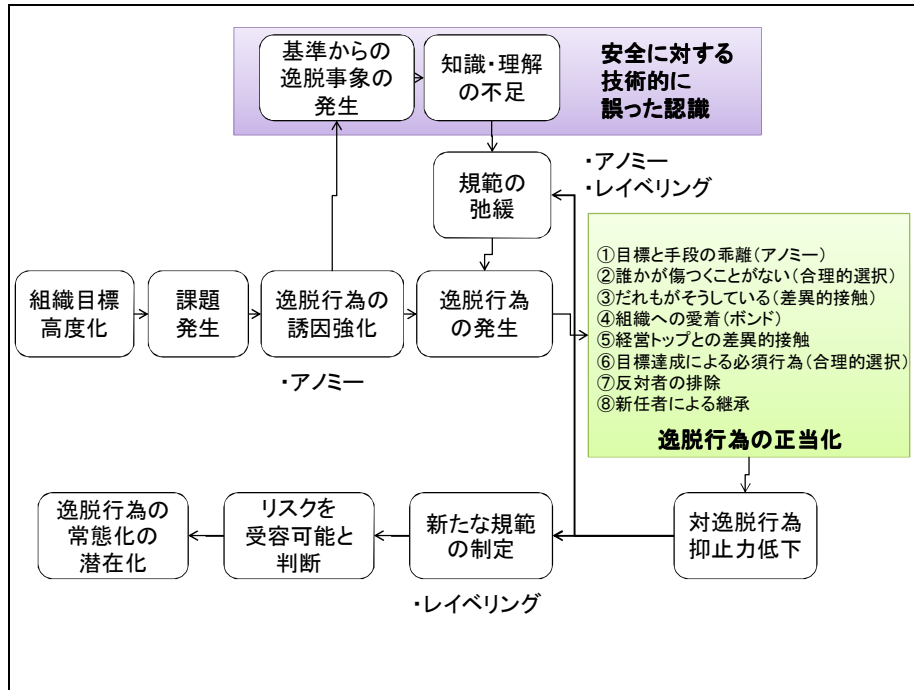 基準からの
逸脱事象の
発生
知識・理解
の不足
安全に対する
技術的に
誤った認識
規範の
弛緩
・アノミー
・レイベリング
組織目標
高度化
課題
発生
逸脱行為の
誘因強化
逸脱行為
の発生
・アノミー
①目標と手段の乖離(アノミー)
②誰かが傷つくことがない(合理的選択)
③だれもがそうしている(差異的接触)
④組織への愛着(ボンド)
⑤経営トップとの差異的接触
⑥目標達成による必須行為(合理的選択)
⑦反対者の排除
⑧新任者による継承
逸脱行為の正当化
逸脱行為の
常態化の
潜在化
リスクを
受容可能と
判断
新たな規範
の制定
対逸脱行為
抑止力低下
・レイベリング